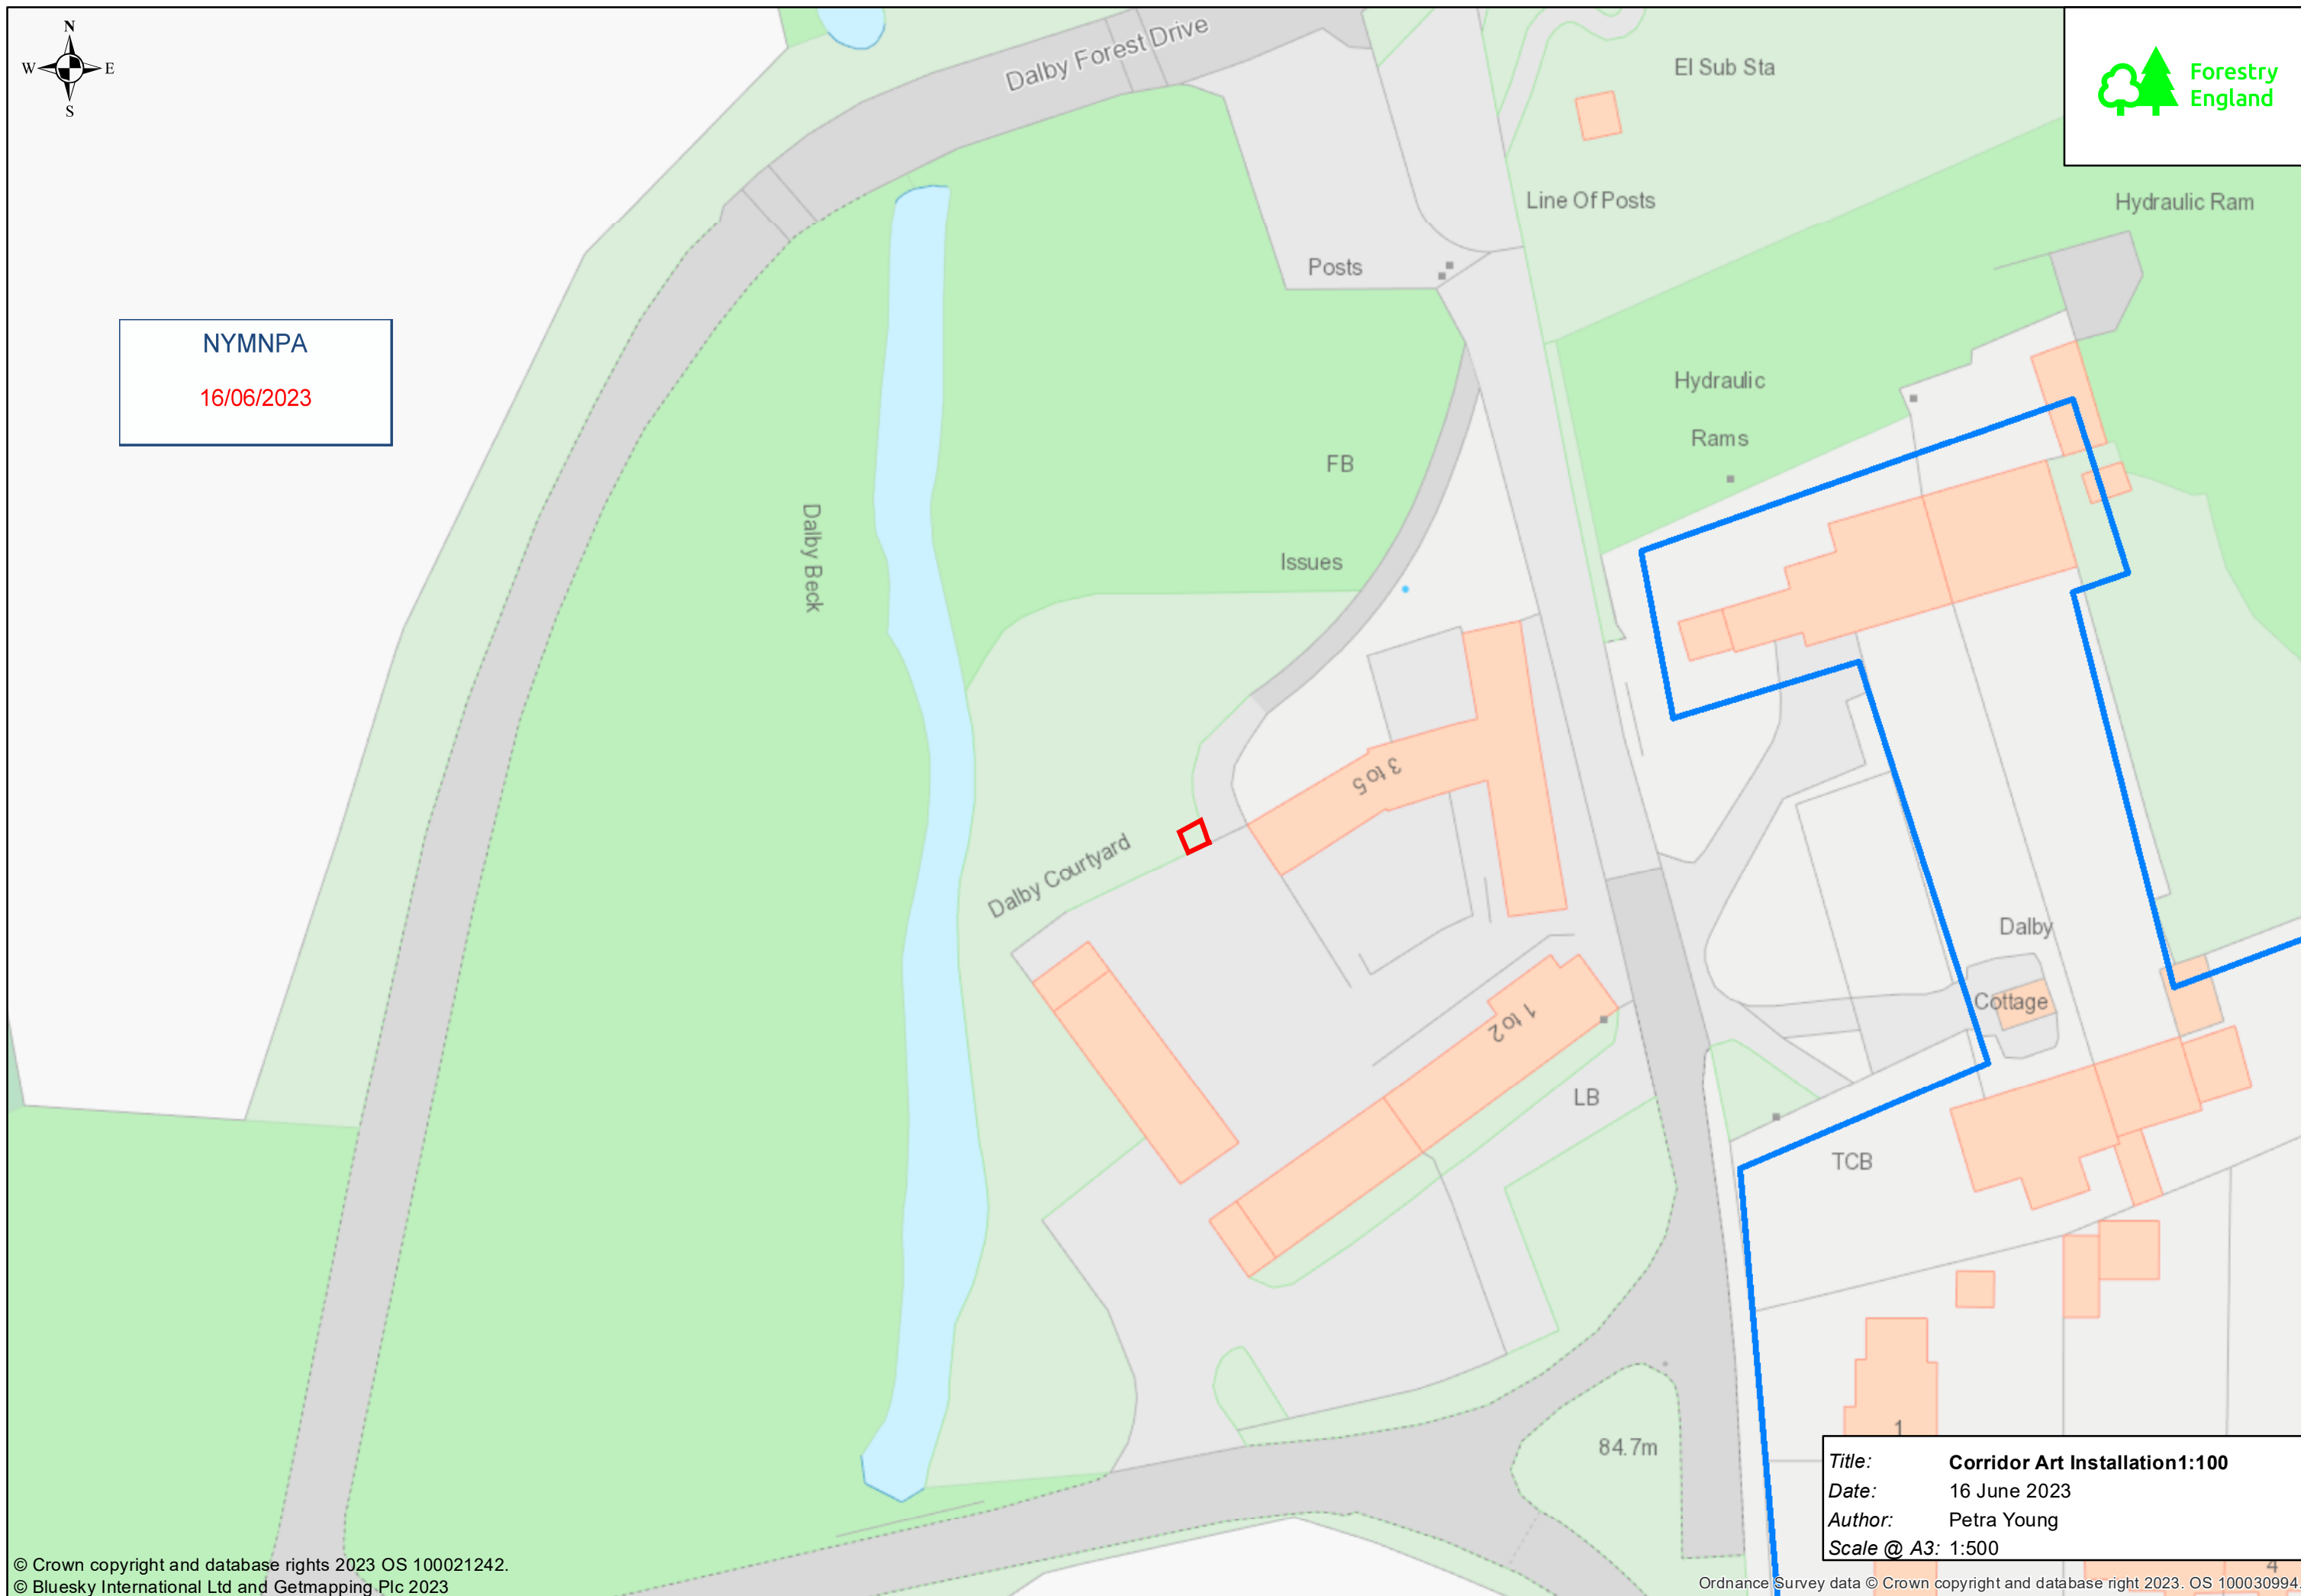 N
W
E
S
Dalby Forest Drive
El Sub Sta
Forestry
England
Line Of Posts
Hydraulic Ram
Posts
NYMNPA
16/06/2023
Hydraulic
Rams
FB
Dalby Beck
Issues
3 to 5
Dalby Courtyard
Dalby
Cottage
1 to 2
LB
TCB
1
84.7m
Title: Corridor Art Installation1:100
Date: 16 June 2023
Author: Petra Young
Scale @ A3: 1:500
4
© Crown copyright and database rights 2023 OS 100021242.
© Bluesky International Ltd and Getmapping Plc 2023
Ordnance Survey data © Crown copyright and database right 2023. OS 100030994